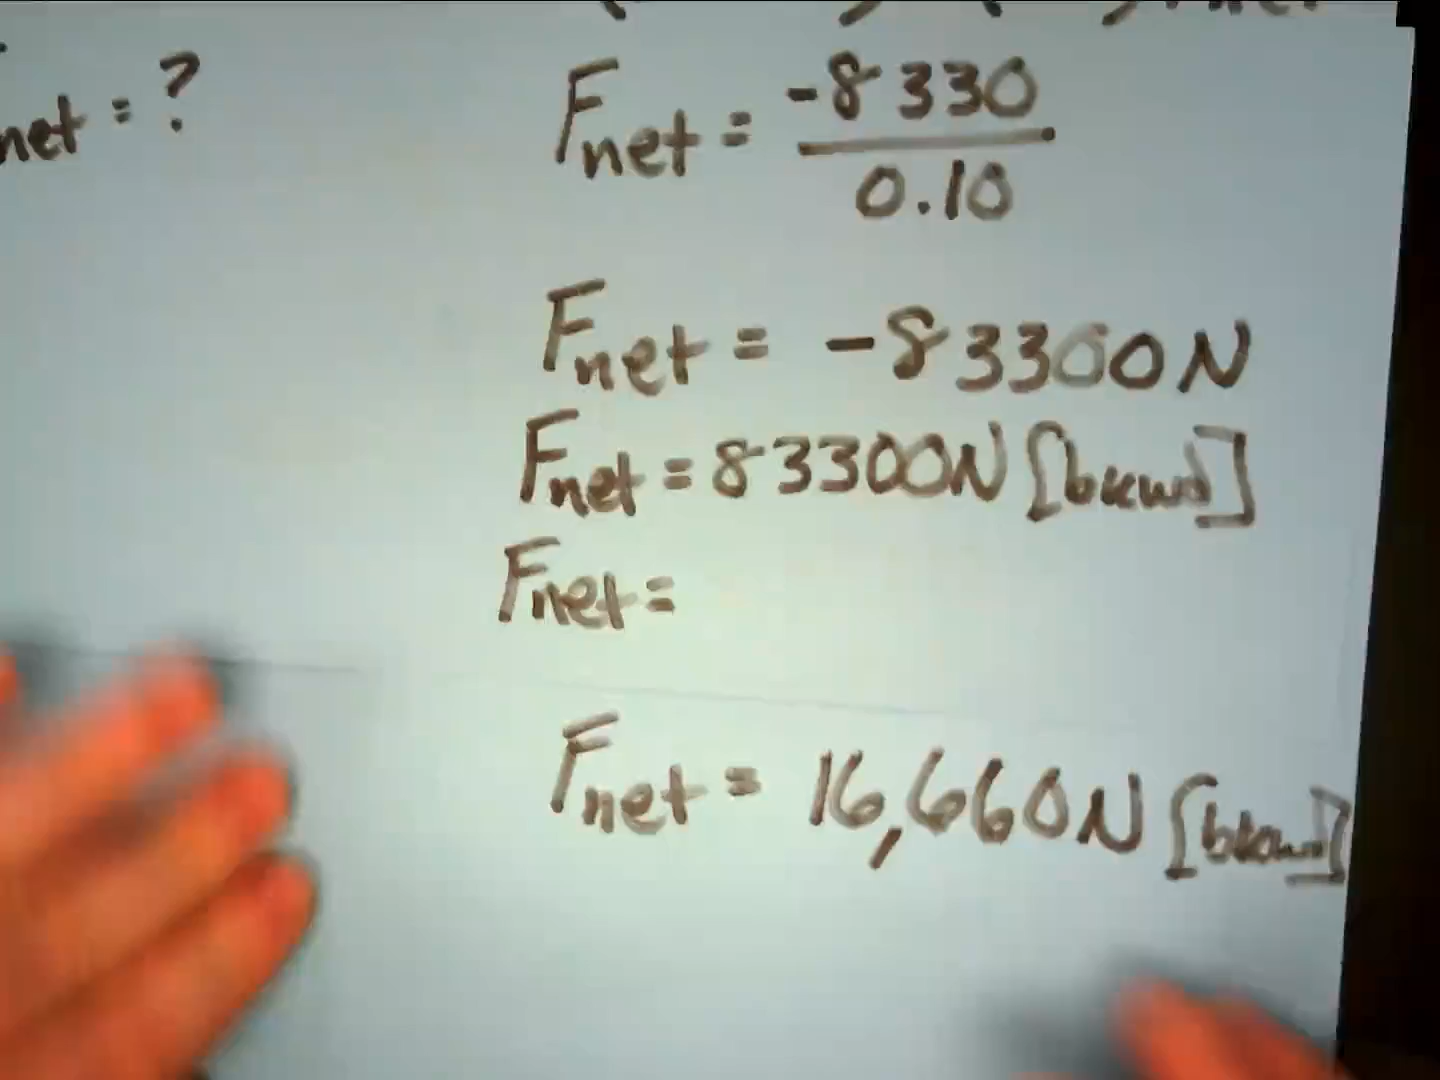 net = ?
Fnet = -8330
0.10
Fnet = -83300N
Fnet = 83300N [bkwd]
Fnet =
Fnet = 16,660N [bkwd]